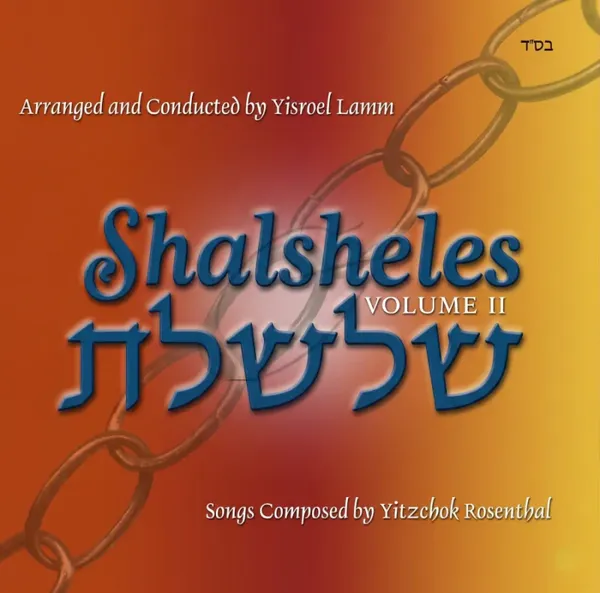 בס"ד
Arranged and Conducted by Yisroel Lamm
Shalsheles
VOLUME II
שלשלת
Songs Composed by Yitzchok Rosenthal